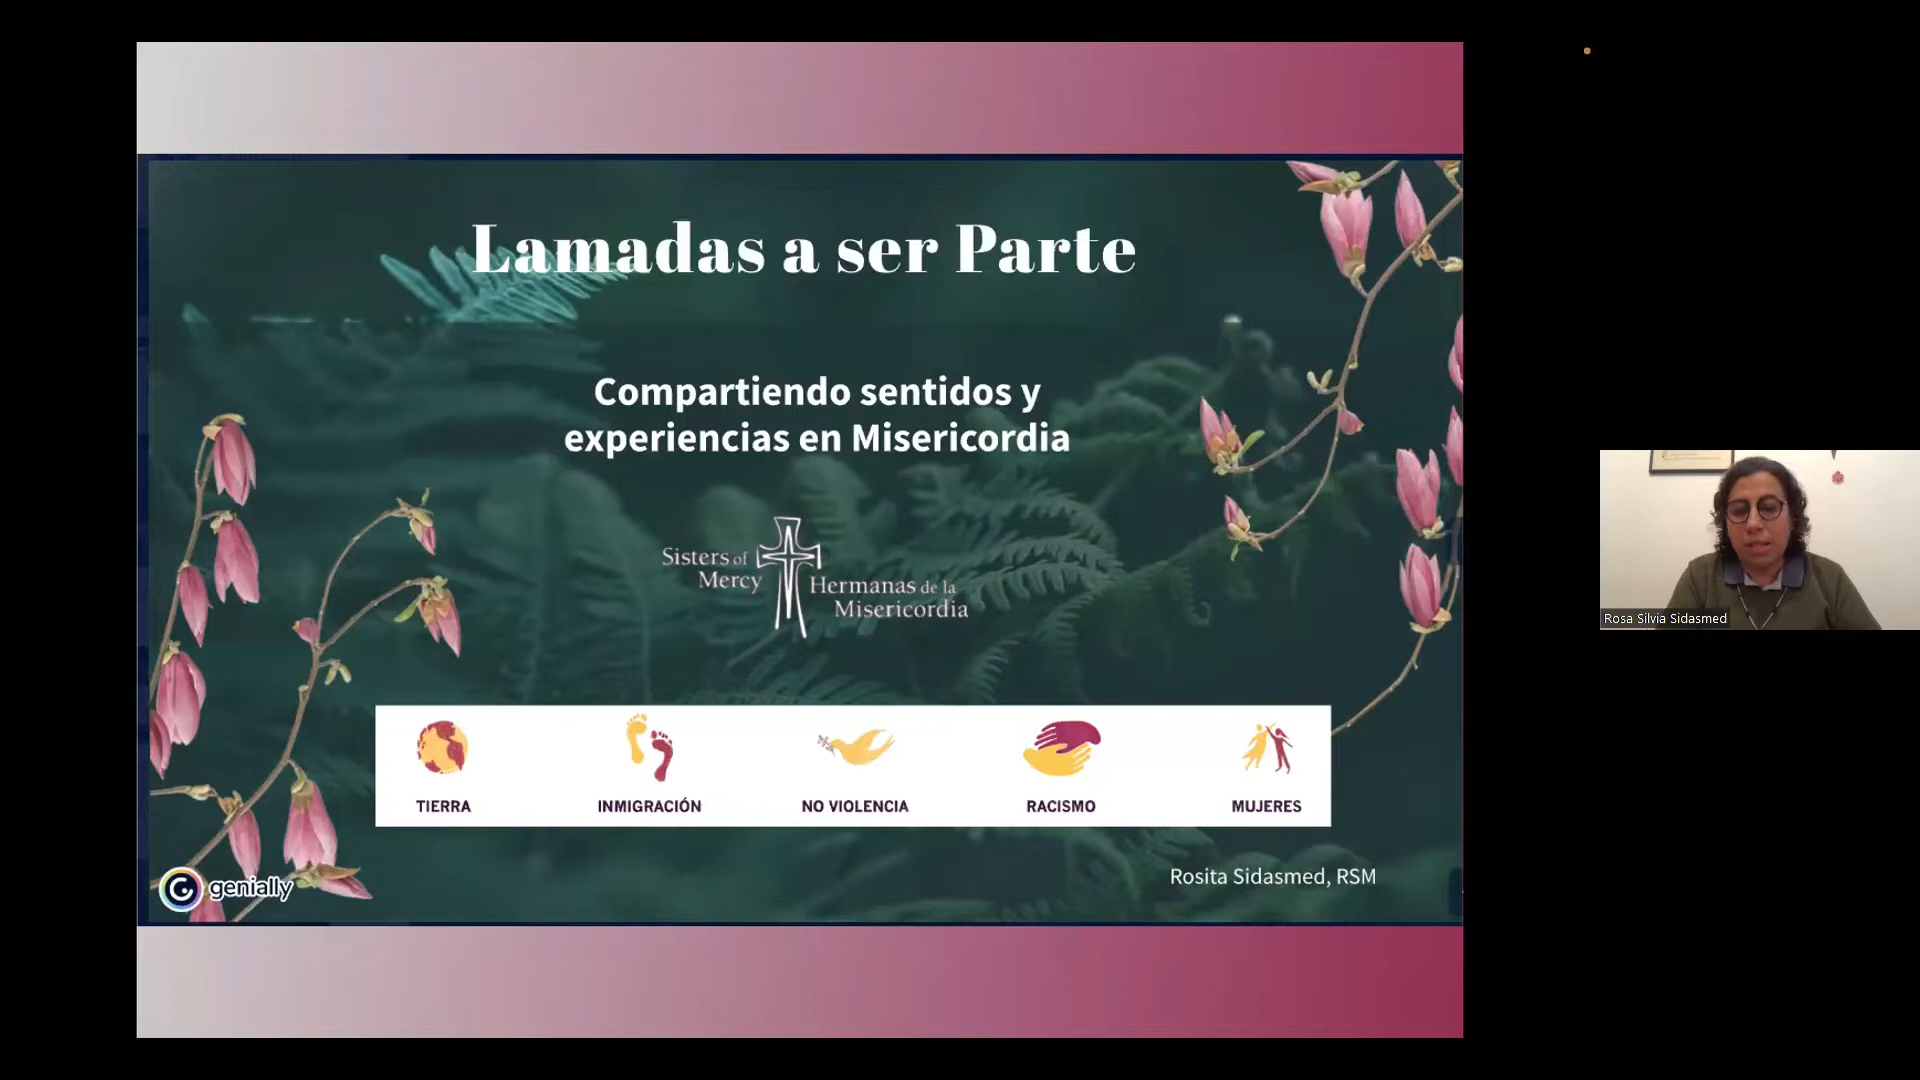 Lamadas a ser Parte
Compartiendo sentidos y
experiencias en Misericordia
Sisters of
Mercy
Hermanas de la
Misericordia
TIERRA
INMIGRACIÓN
NO VIOLENCIA
RACISMO
MUJERES
Rosita Sidasmed, RSM
genially
Rosa Silvia Sidasmed